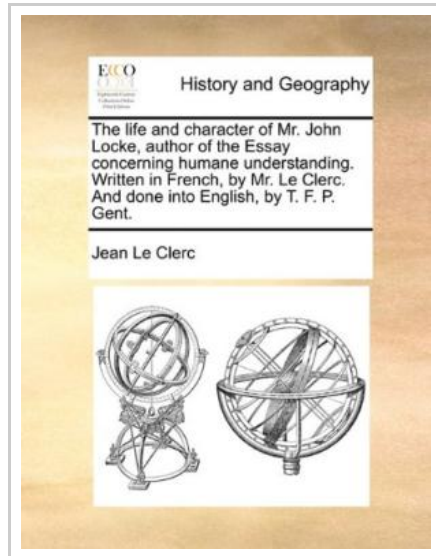 ECCO
History and Geography
The life and character of Mr. John
Locke, author of the Essay
concerning humane understanding.
Written in French, by Mr. Le Clerc.
And done into English, by T. F. P.
Gent.
Jean Le Clerc